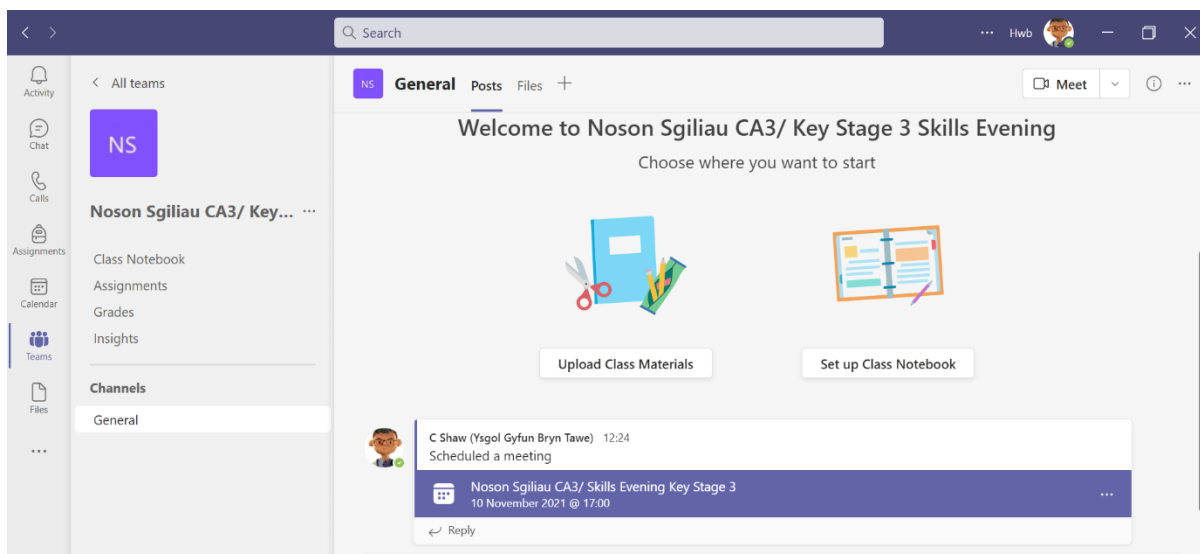 Search
Hwb
Activity
Chat
Calls
Assignments
Calendar
Teams
Files
All teams
NS
Noson Sgiliau CA3/ Key...
Class Notebook
Assignments
Grades
Insights
Channels
General
NS General Posts Files
Meet
Welcome to Noson Sgiliau CA3/ Key Stage 3 Skills Evening
Choose where you want to start
Upload Class Materials
Set up Class Notebook
C Shaw (Ysgol Gyfun Bryn Tawe) 12:24
Scheduled a meeting
Noson Sgiliau CA3/ Skills Evening Key Stage 3
10 November 2021 @ 17:00
Reply